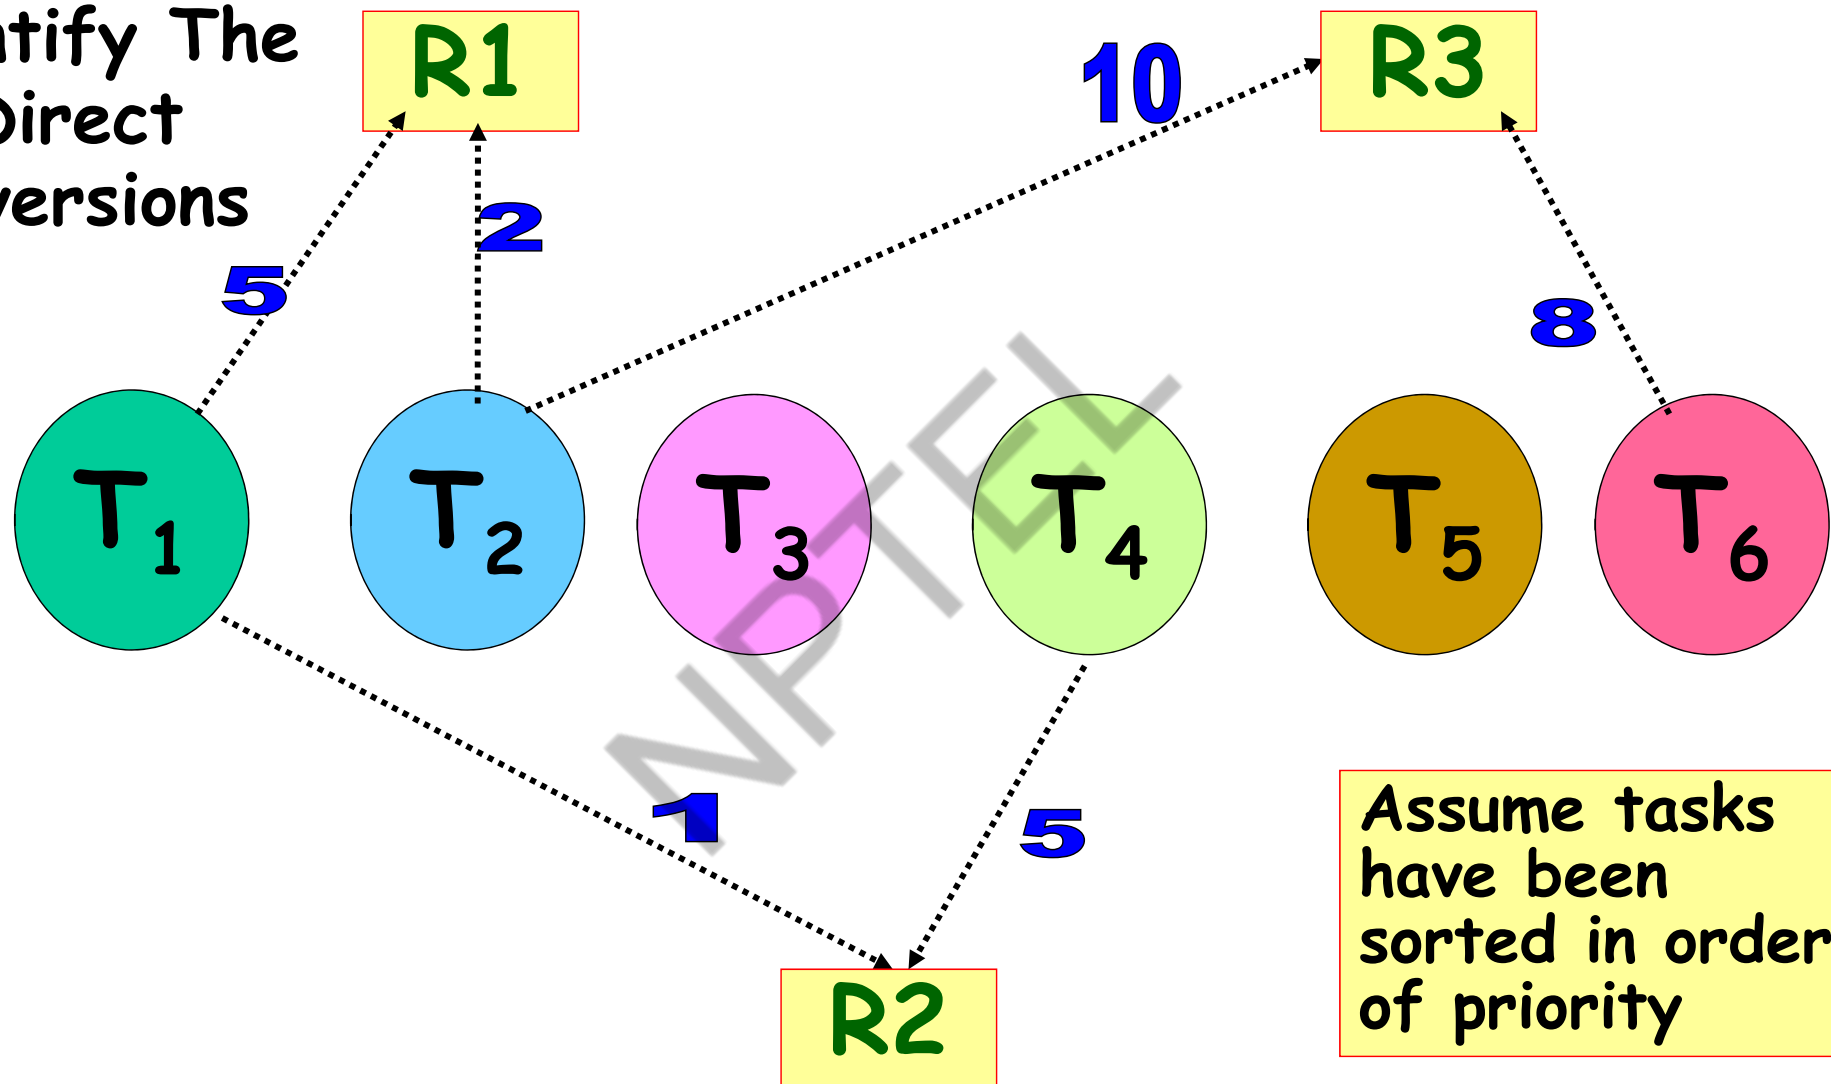 ntify The
Direct
versions
R1
R3
10
2
5
8
T1
T2
T3
T4
T5
T6
NPTEL
1
5
R2
Assume tasks
have been
sorted in order
of priority